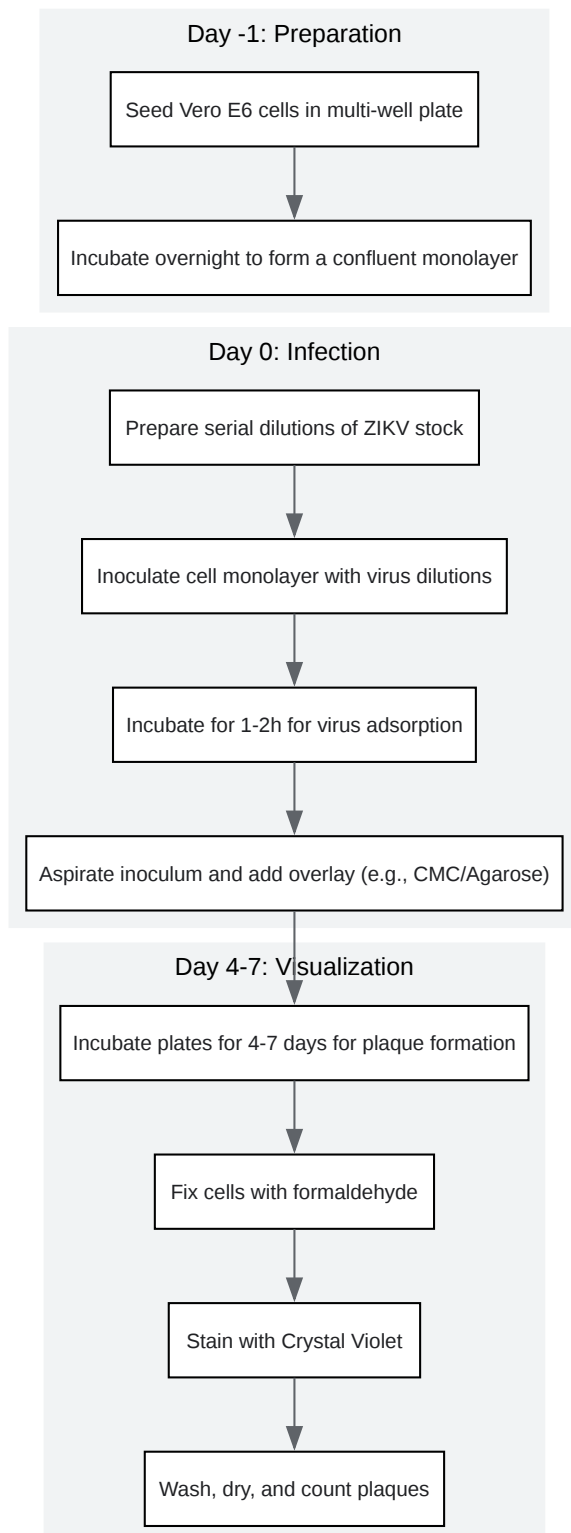 Day -1: Preparation
Seed Vero E6 cells in multi-well plate
Incubate overnight to form a confluent monolayer
Day 0: Infection
Prepare serial dilutions of ZIKV stock
Inoculate cell monolayer with virus dilutions
Incubate for 1-2h for virus adsorption
Aspirate inoculum and add overlay (e.g., CMC/Agarose)
Day 4-7: Visualization
Incubate plates for 4-7 days for plaque formation
Fix cells with formaldehyde
Stain with Crystal Violet
Wash, dry, and count plaques